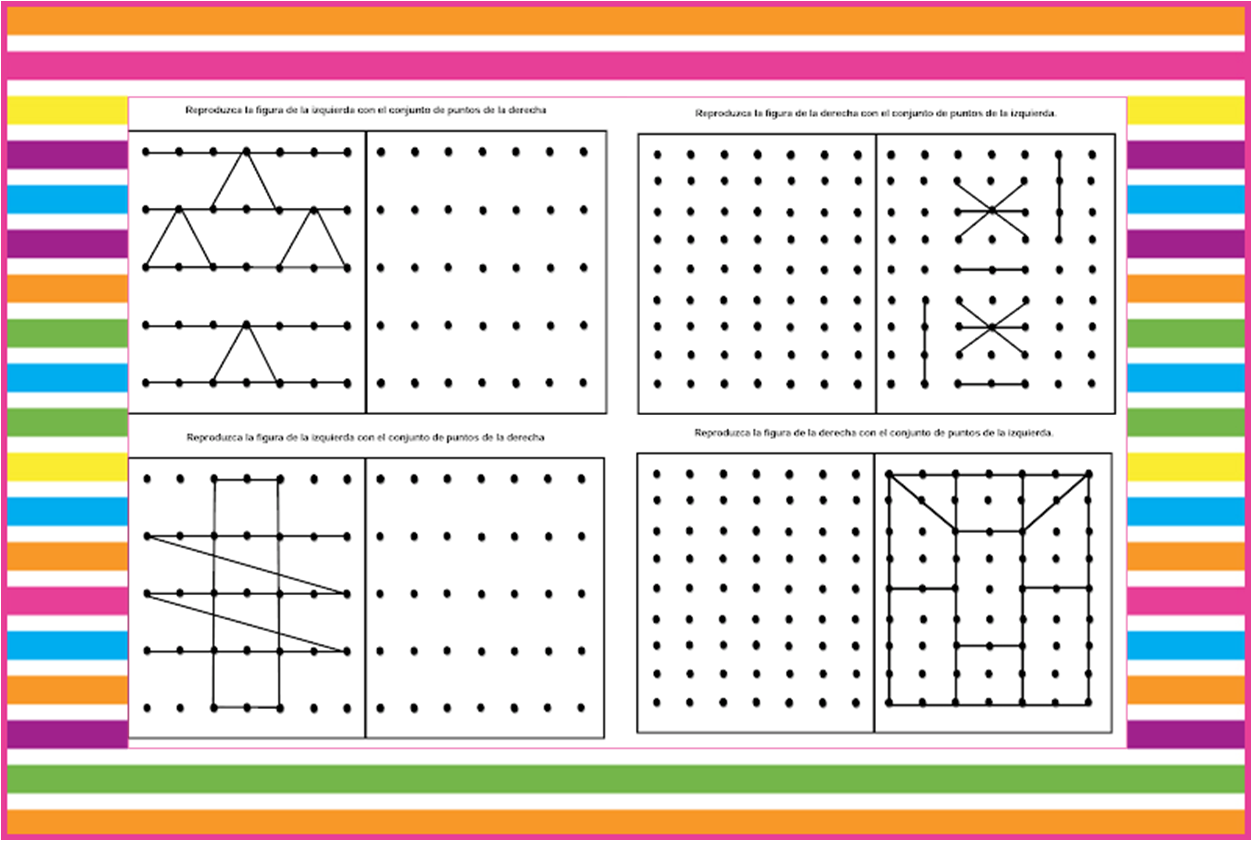 Reproduzca la figura de la izquierda con el conjunto de puntos de la derecha
Reproduzca la figura de la derecha con el conjunto de puntos de la izquierda.
Reproduzca la figura de la izquierda con el conjunto de puntos de la derecha
Reproduzca la figura de la derecha con el conjunto de puntos de la izquierda.